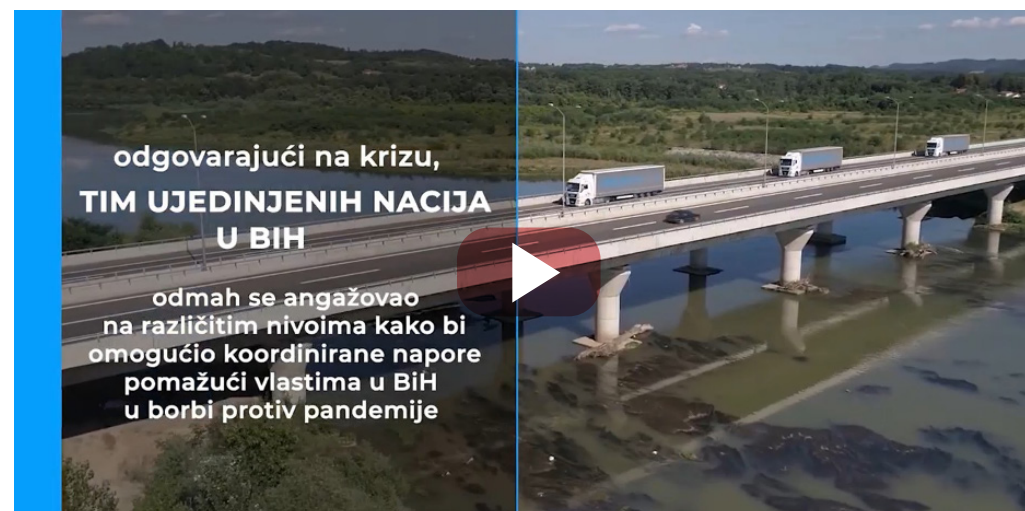 odgovarajući na krizu,
TIM UJEDINJENIH NACIJA
U BIH
odmah se angažovao
na različitim nivoima kako bi
omogućio koordinirane napore
pomažući vlastima u BiH
u borbi protiv pandemije